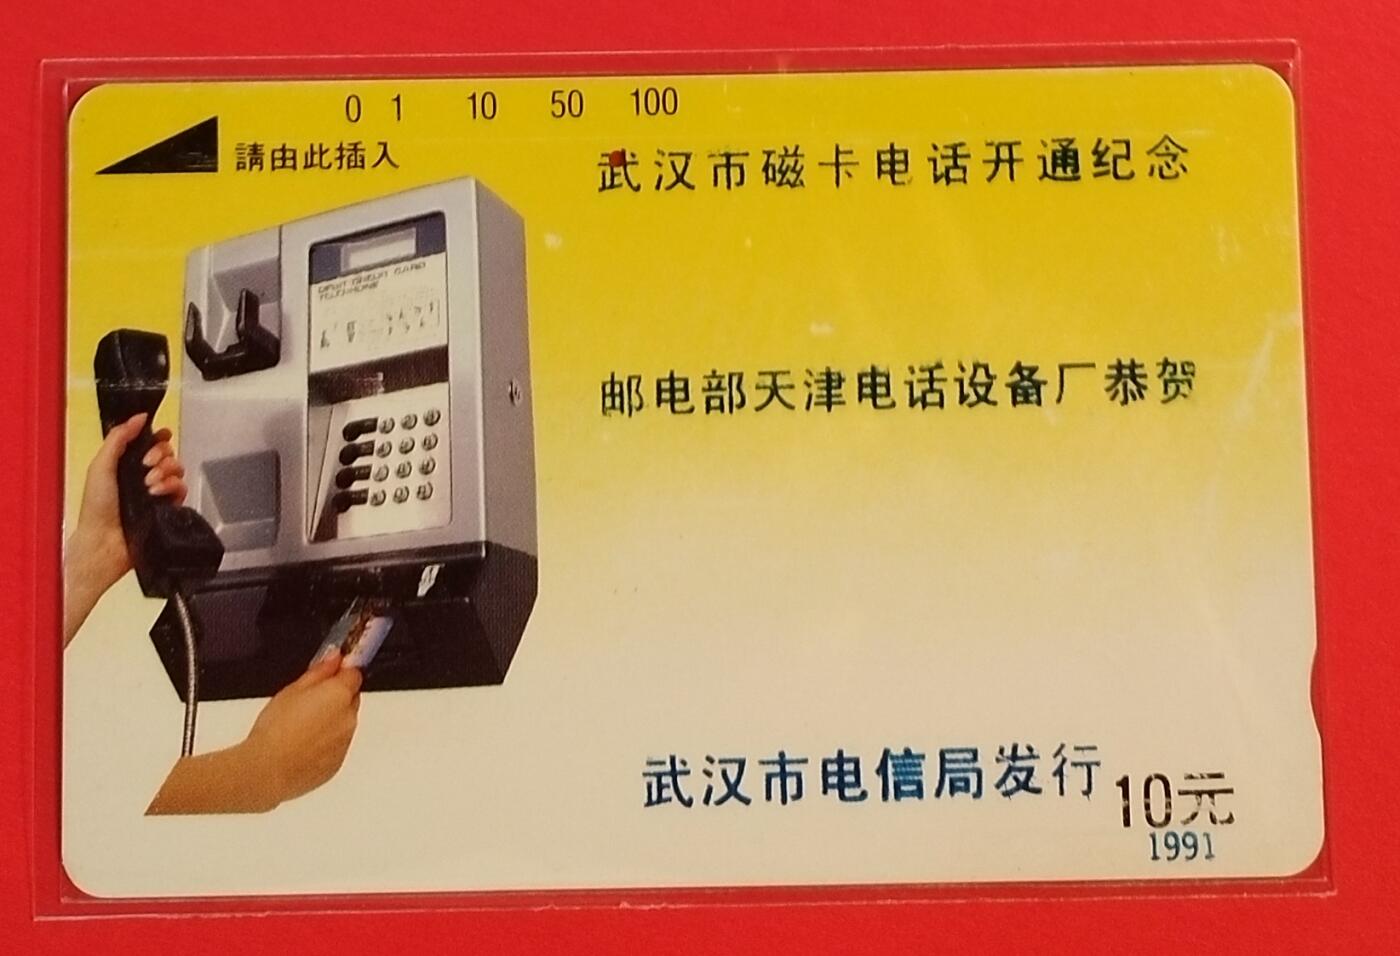 0 1 10 50 100
請由此插入
武汉市磁卡电话开通纪念
邮电部天津电话设备厂恭贺
武汉市电信局发行
10元
1991